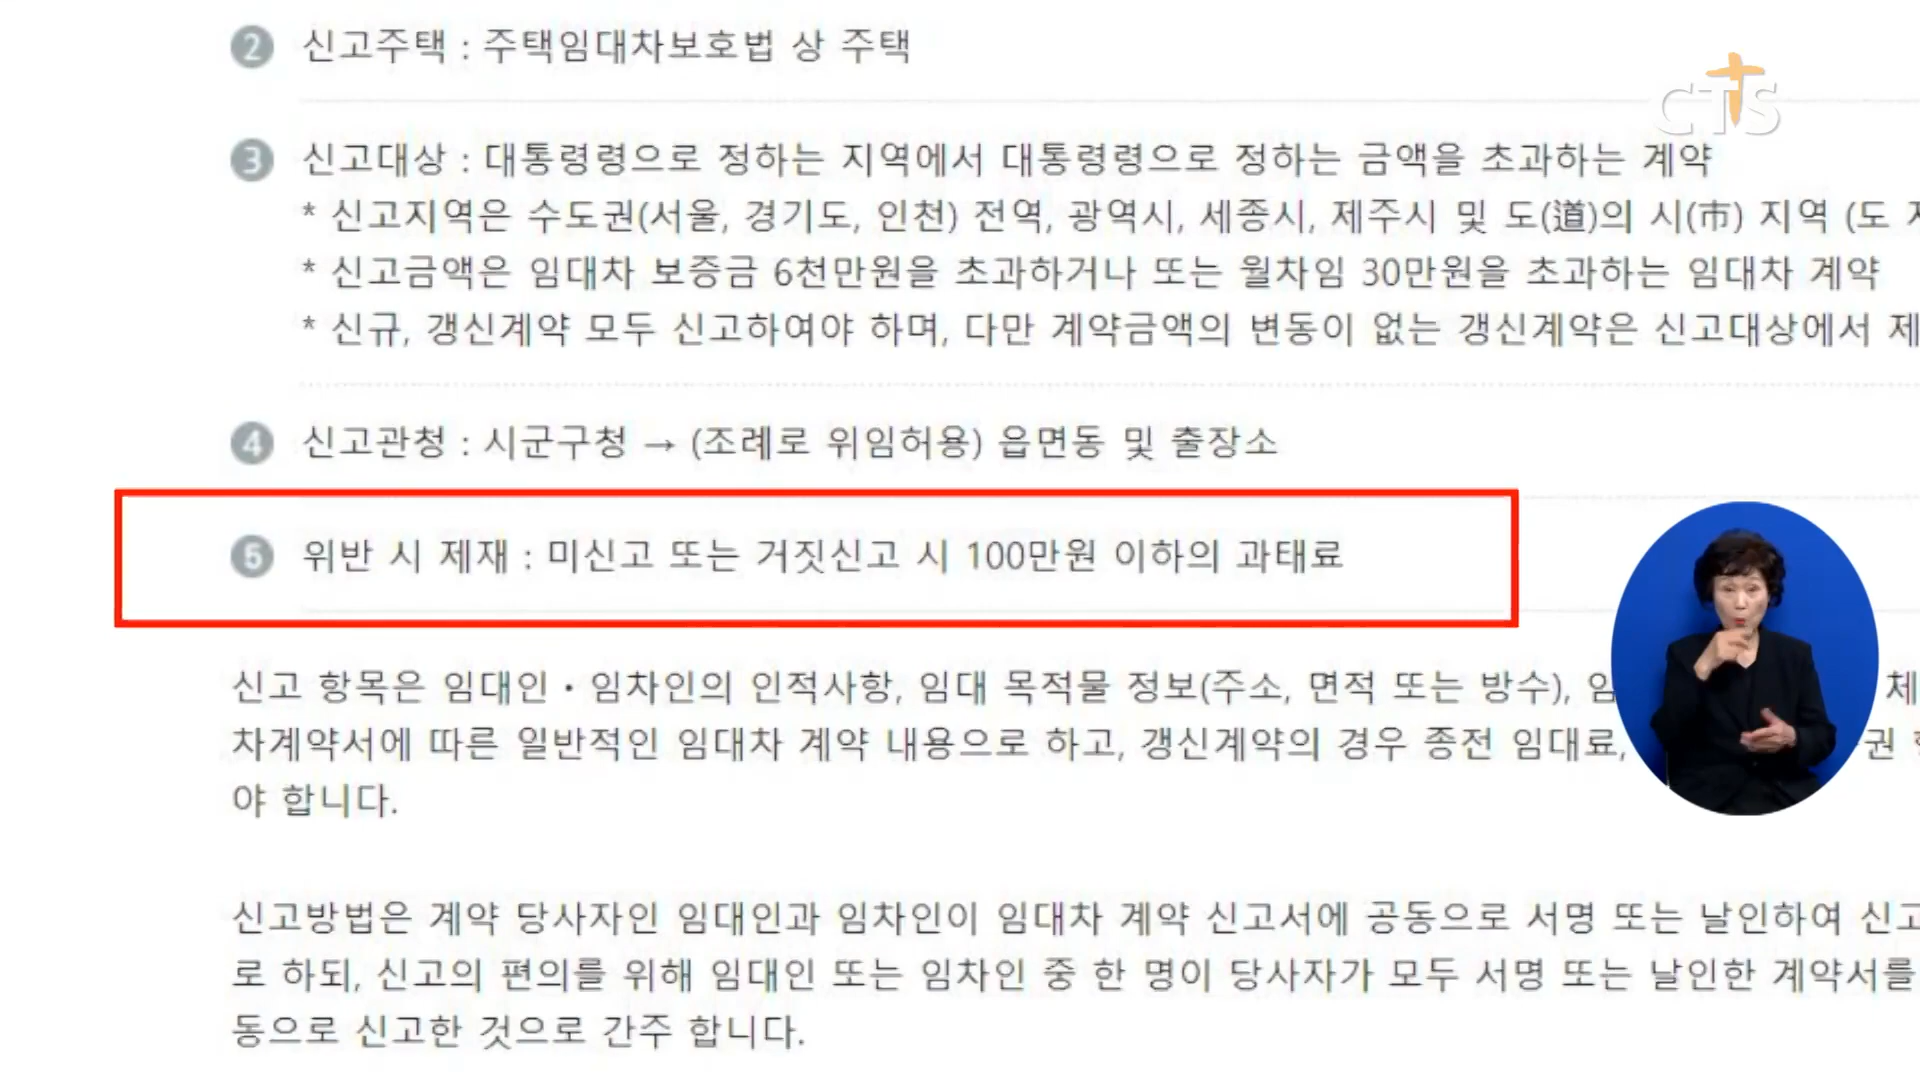 2 신고주택 : 주택임대차보호법 상 주택
CTS
3 신고대상 : 대통령령으로 정하는 지역에서 대통령령으로 정하는 금액을 초과하는 계약
* 신고지역은 수도권(서울, 경기도, 인천) 전역, 광역시, 세종시, 제주시 및 도(道)의 시(市) 지역 (도
* 신고금액은 임대차 보증금 6천만원을 초과하거나 또는 월차임 30만원을 초과하는 임대차 계약
* 신규, 갱신계약 모두 신고하여야 하며, 다만 계약금액의 변동이 없는 갱신계약은 신고대상에서 제
4 신고관청 : 시군구청 → (조례로 위임허용) 읍면동 및 출장소
5 위반 시 제재 : 미신고 또는 거짓신고 시 100만원 이하의 과태료
신고 항목은 임대인·임차인의 인적사항, 임대 목적물 정보(주소, 면적 또는 방수), 임 체
차계약서에 따른 일반적인 임대차 계약 내용으로 하고, 갱신계약의 경우 종전 임대료, 권
야 합니다.
신고방법은 계약 당사자인 임대인과 임차인이 임대차 계약 신고서에 공동으로 서명 또는 날인하여 신고
로 하되, 신고의 편의를 위해 임대인 또는 임차인 중 한 명이 당사자가 모두 서명 또는 날인한 계약서를
동으로 신고한 것으로 간주 합니다.